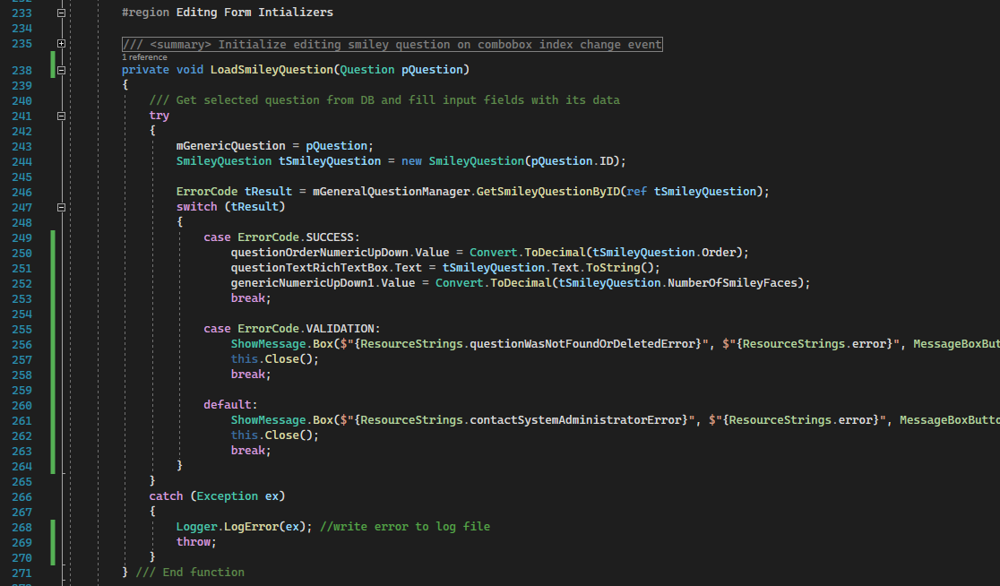 233 #region Editng Form Intializers
234
235 /// <summary> Initialize editing smiley question on combobox index change event
1 reference
238 private void LoadSmileyQuestion(Question pQuestion)
239 {
240 /// Get selected question from DB and fill input fields with its data
241 try
242 {
243 mGenericQuestion = pQuestion;
244 SmileyQuestion tSmileyQuestion = new SmileyQuestion(pQuestion.ID);
245
246 ErrorCode tResult = mGeneralQuestionManager.GetSmileyQuestionByID(ref tSmileyQuestion);
247 switch (tResult)
248 {
249 case ErrorCode.SUCCESS:
250 questionOrderNumericUpDown.Value = Convert.ToDecimal(tSmileyQuestion.Order);
251 questionTextRichTextBox.Text = tSmileyQuestion.Text.ToString();
252 genericNumericUpDown1.Value = Convert.ToDecimal(tSmileyQuestion.NumberOfSmileyFaces);
253 break;
254
255 case ErrorCode.VALIDATION:
256 ShowMessage.Box($"{ResourceStrings.questionWasNotFoundOrDeletedError}", $"{ResourceStrings.error}", MessageBoxBut
257 this.Close();
258 break;
259
260 default:
261 ShowMessage.Box($"{ResourceStrings.contactSystemAdministratorError}", $"{ResourceStrings.error}", MessageBoxButto
262 this.Close();
263 break;
264 }
265 }
266 catch (Exception ex)
267 {
268 Logger.LogError(ex); //write error to log file
269 throw;
270 }
271 } /// End function